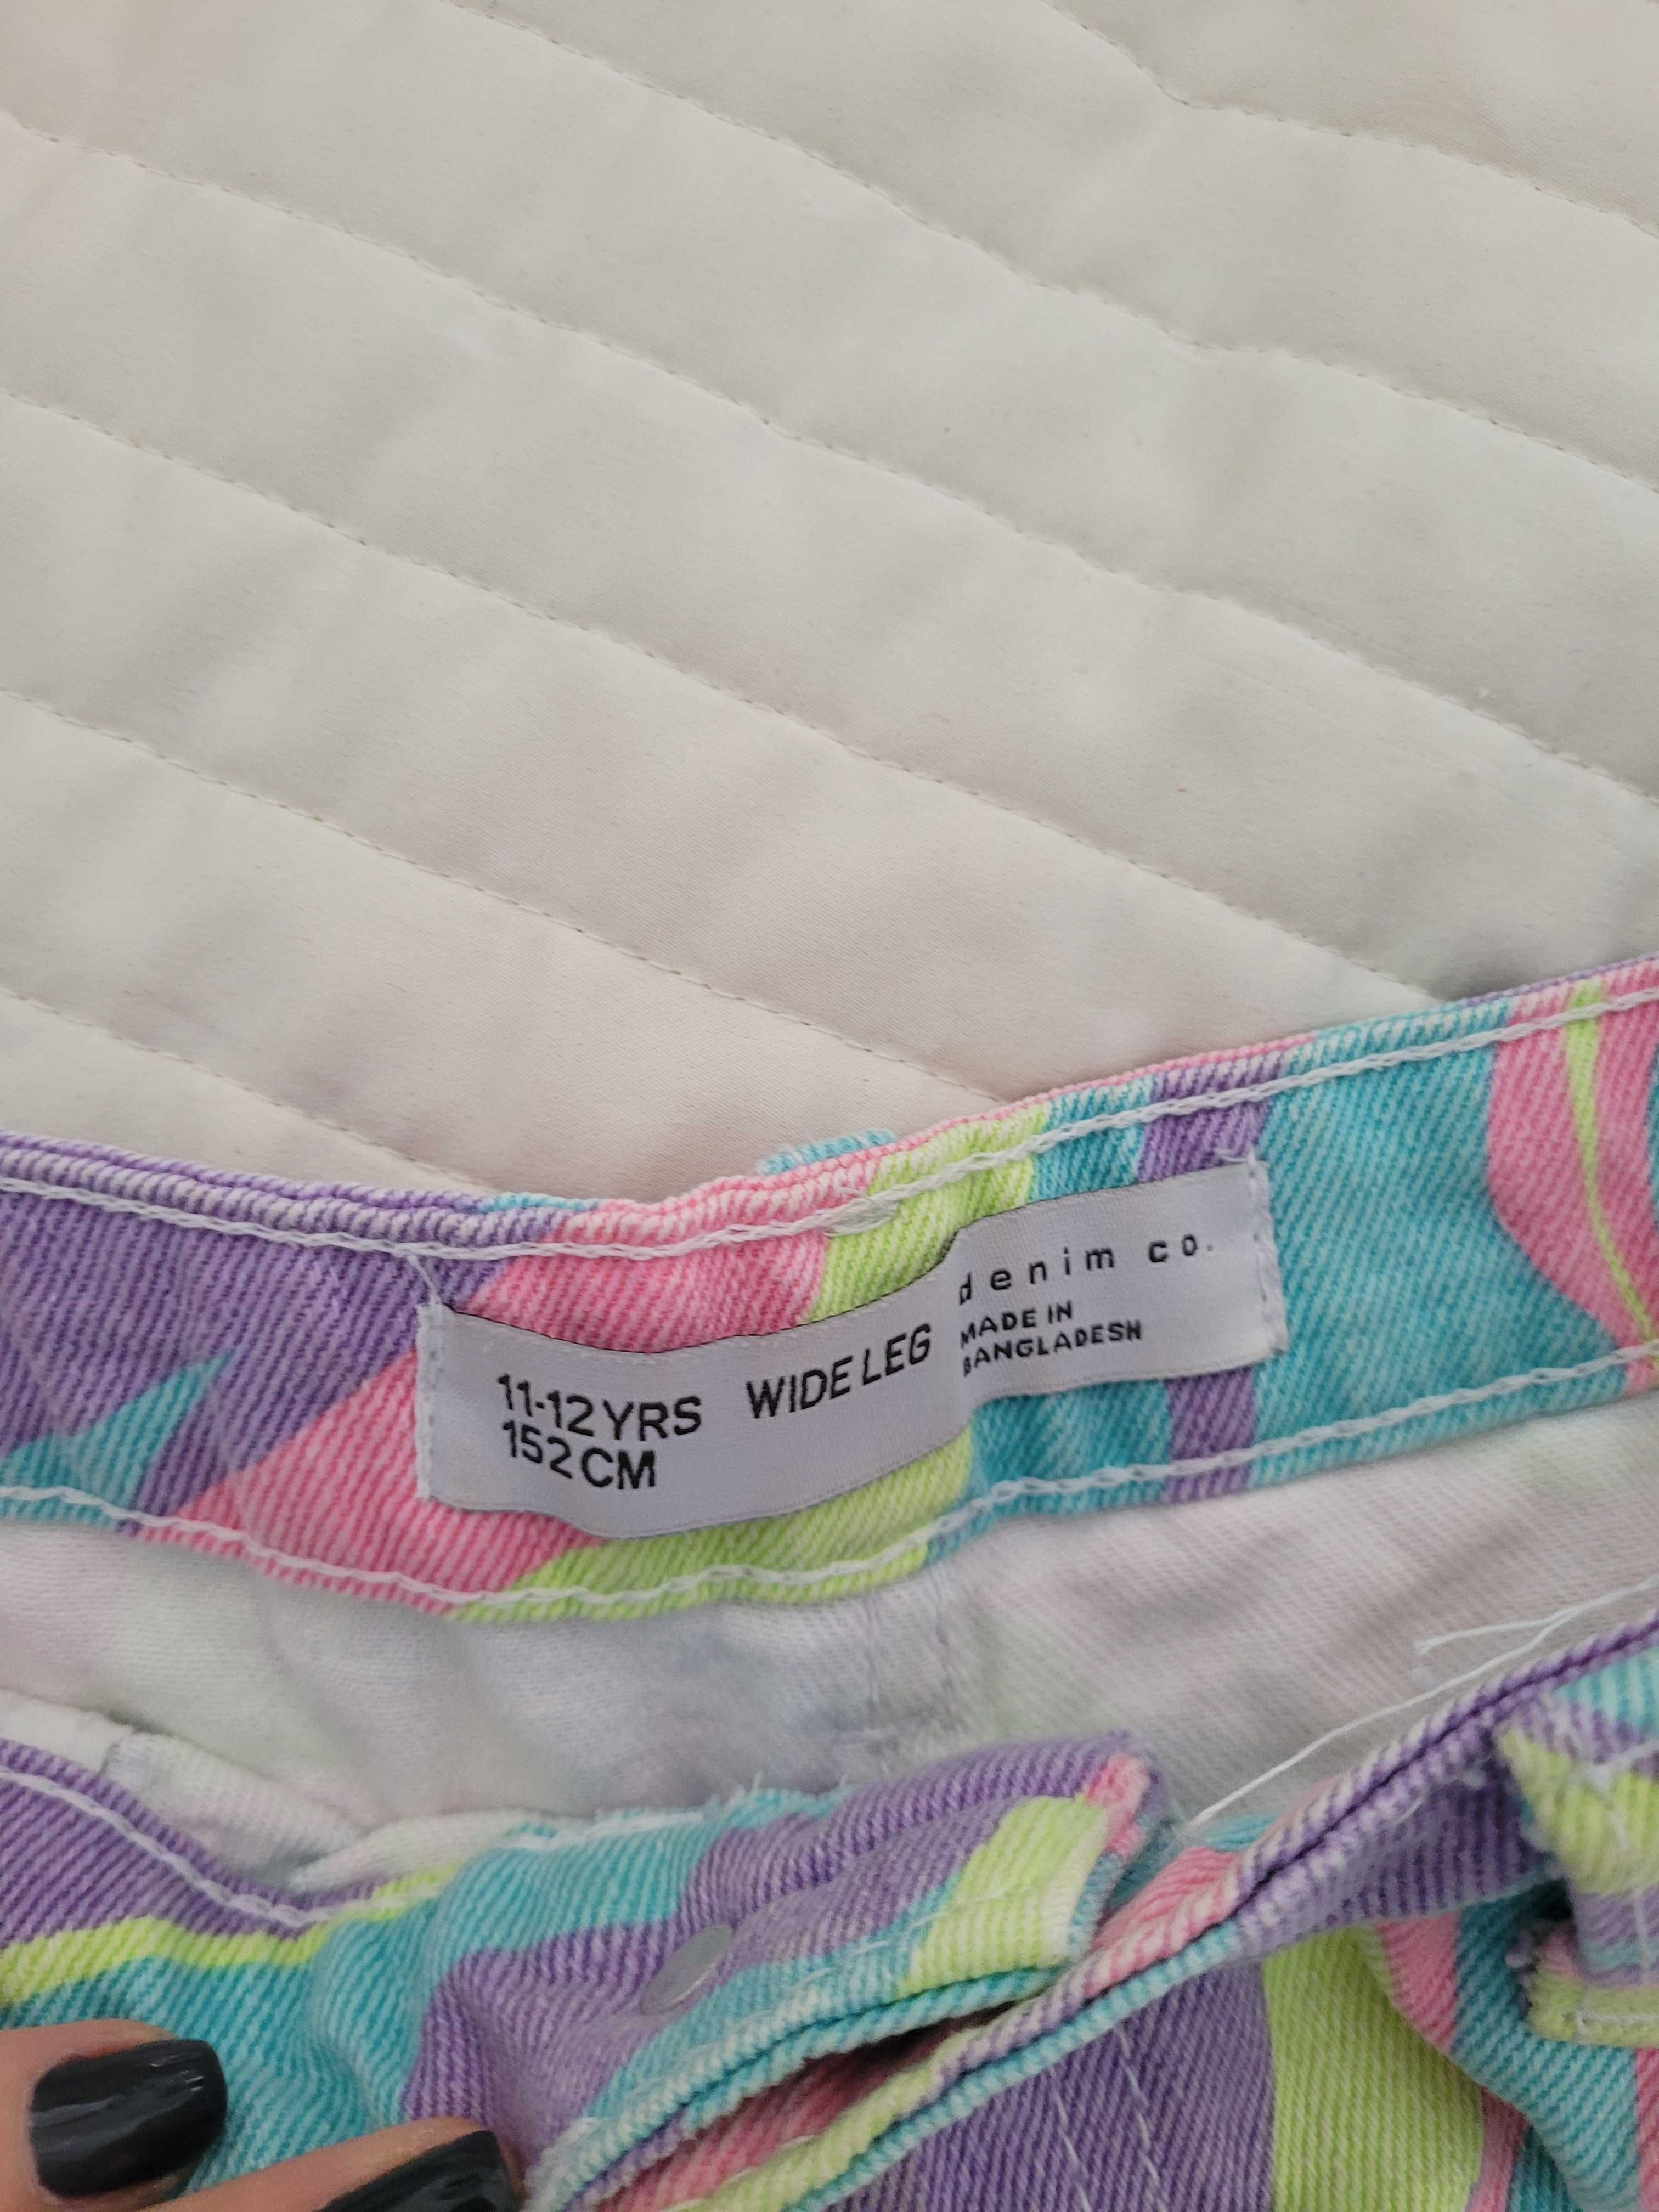 11-12YRS
152CM
WIDE LEG
denim co.
MADE IN
BANGLADESH